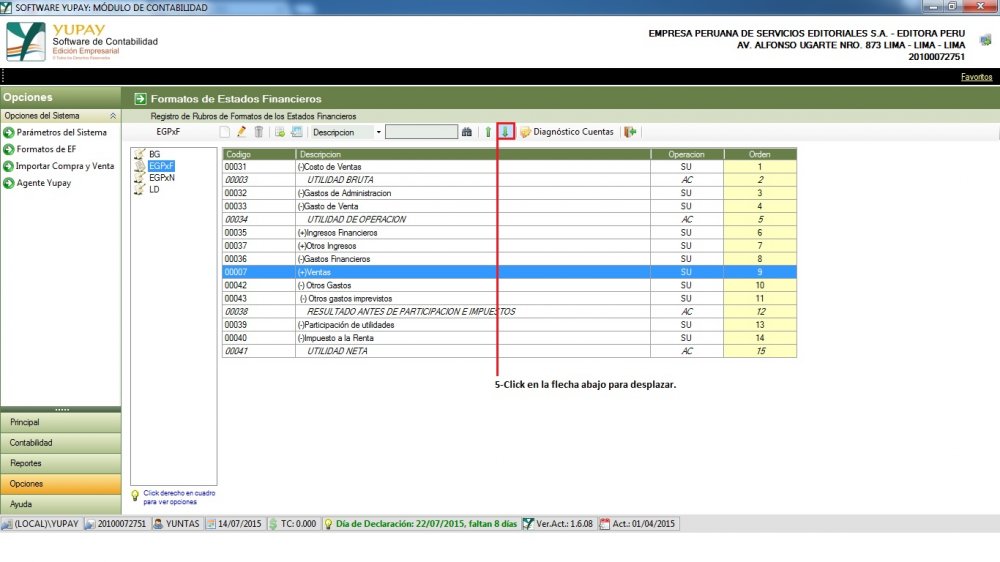 SOFTWARE YUPAY: MÓDULO DE CONTABILIDAD
YUPAY
Software de Contabilidad
Edición Empresarial
EMPRESA PERUANA DE SERVICIOS EDITORIALES S.A. - EDITORA PERU
AV. ALFONSO UGARTE NRO. 873 LIMA - LIMA - LIMA
20100072751
Favoritos
Opciones
Formatos de Estados Financieros
Opciones del Sistema
Registro de Rubros de Formatos de los Estados Financieros
Parámetros del Sistema
Formatos de EF
Importar Compra y Venta
Agente Yupay
EGPxF
Descripcion
Diagnóstico Cuentas
BG
EGPxF
EGPxN
LD
Codigo Descripcion Operacion Orden
00031 (-)Costo de Ventas SU 1
00003 UTILIDAD BRUTA AC 2
00032 (-)Gastos de Administracion SU 3
00033 (-)Gasto de Venta SU 4
00034 UTILIDAD DE OPERACION AC 5
00035 (+)Ingresos Financieros SU 6
00037 (+)Otros Ingresos SU 7
00036 (-)Gastos Financieros SU 8
00007 (+)Ventas SU 9
00042 (-) Otros Gastos SU 10
00043 (-) Otros gastos imprevistos SU 11
00038 RESULTADO ANTES DE PARTICIPACION E IMPUESTOS AC 12
00039 (-)Participación de utilidades SU 13
00040 (-)Impuesto a la Renta SU 14
00041 UTILIDAD NETA AC 15
5-Click en la flecha abajo para desplazar.
Principal
Contabilidad
Reportes
Opciones
Ayuda
Click derecho en cuadro
para ver opciones
(LOCAL)\YUPAY 20100072751 YUNTAS 14/07/2015 TC: 0.000 Día de Declaración: 22/07/2015, faltan 8 días Ver.Act.: 1.6.08 Act.: 01/04/2015